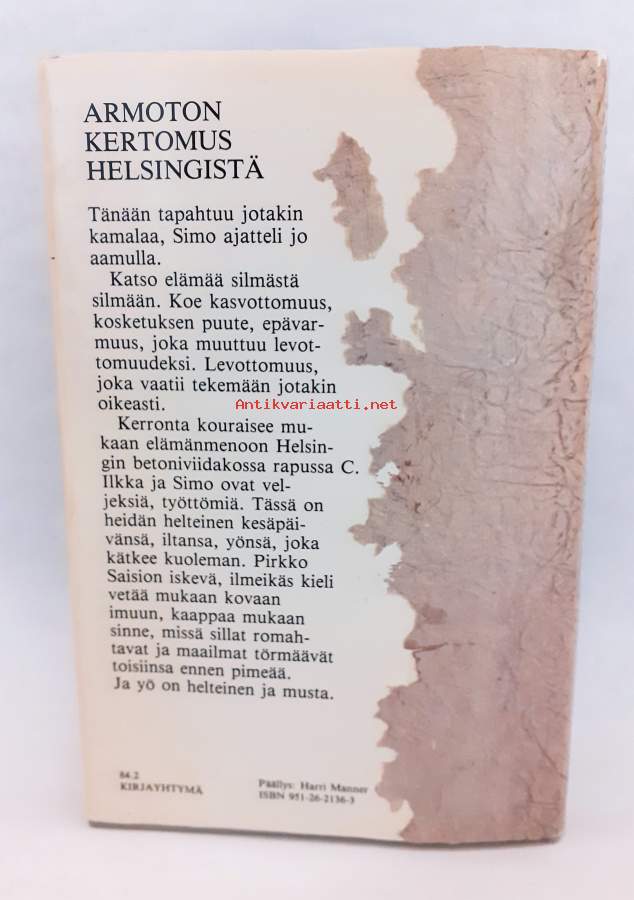 ARMOTON
KERTOMUS
HELSINGISTÄ
Tänään tapahtuu jotakin
kamalaa, Simo ajatteli jo
aamulla.
Katso elämää silmästä
silmään. Koe kasvottomuus,
kosketuksen puute, epävar-
muus, joka muuttuu levot-
tomuudeksi. Levottomuus,
joka vaatii tekemään jotakin
oikeasti.
Antikvariaatti.net
Kerronta kouraisee mu-
kaan elämänmenoon Helsin-
gin betoniviidakossa rapussa C.
Ilkka ja Simo ovat vel-
jeksiä, työttömiä. Tässä on
heidän helteinen kesäpäi-
vänsä, iltansa, yönsä, joka
kätkee kuoleman. Pirkko
Saision iskevä, ilmeikäs kieli
vetää mukaan kovaan
imuun, kaappaa mukaan
sinne, missä sillat romah-
tavat ja maailmat törmäävät
toisiinsa ennen pimeää.
Ja yö on helteinen ja musta.
84.2
KIRJAYHTYMÄ
Päällys: Harri Manner
ISBN 951-26-2136-3